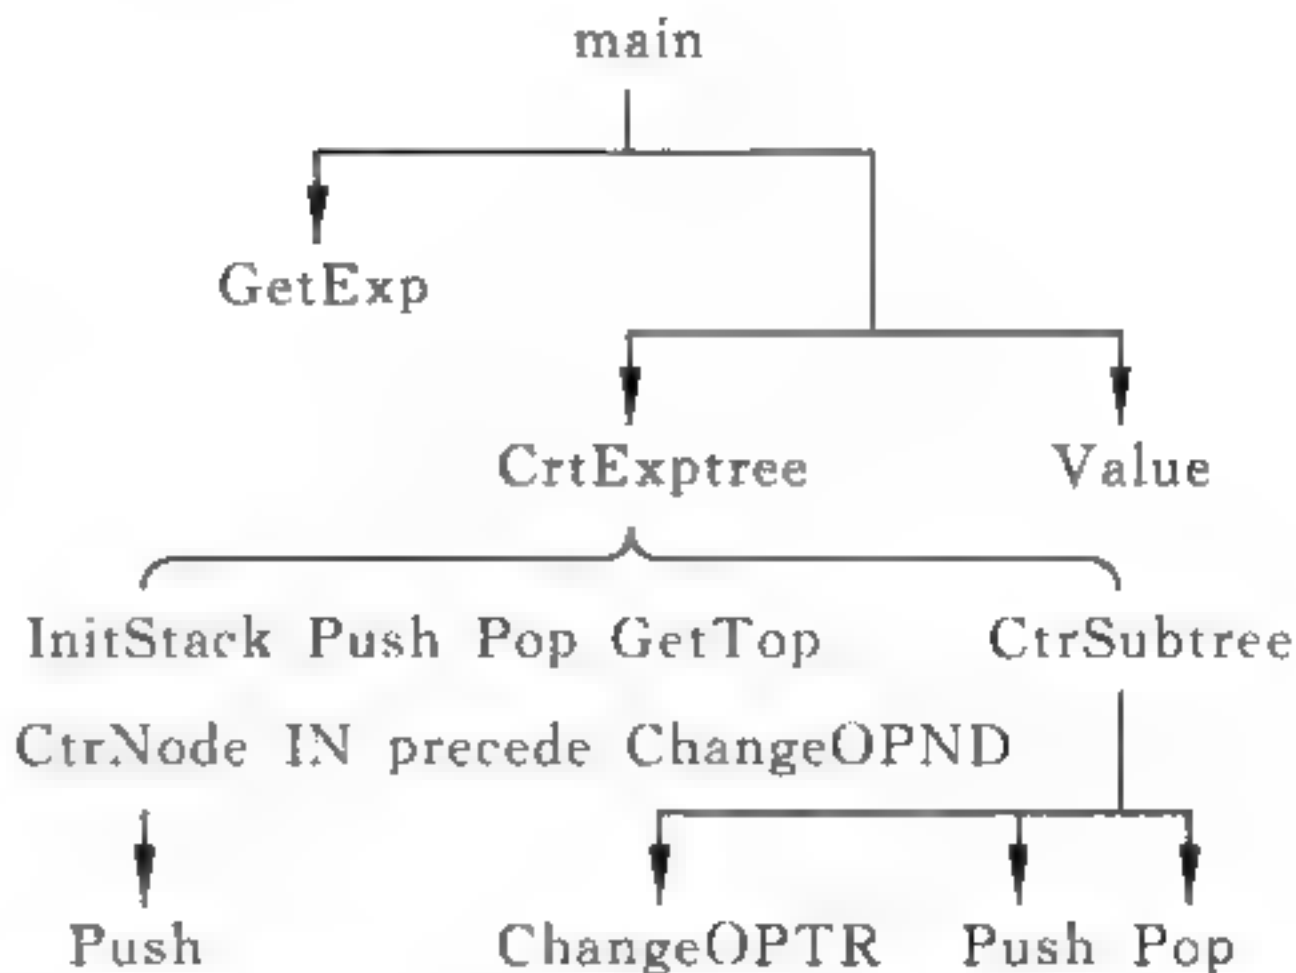 main
GetExp
CrtExptree Value
InitStack Push Pop GetTop CtrSubtree
CtrNode IN precede ChangeOPND
Push ChangeOPTR Push Pop